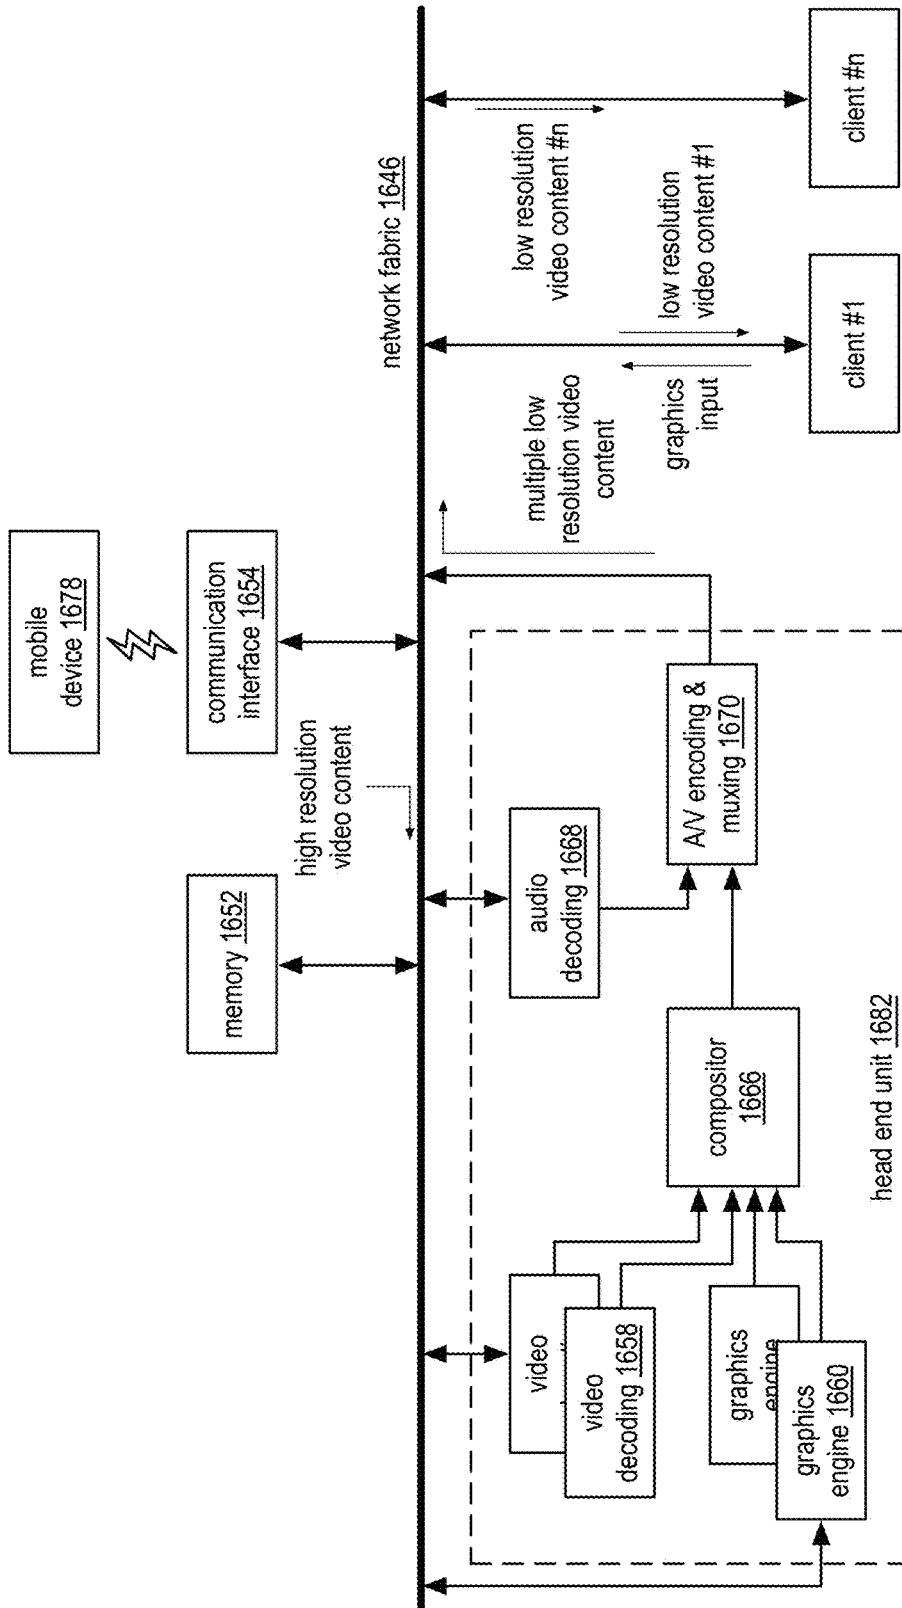 mobile
device 1678
communication
interface 1654
memory 1652
high resolution
video content
network fabric 1646
video
video
decoding 1658
graphics
engine
graphics
engine 1660
compositor
1666
audio
decoding 1668
A/V encoding &
muxing 1670
head end unit 1682
multiple low
resolution video
content
graphics
input
low resolution
video content #1
low resolution
video content #n
client #1
client #n